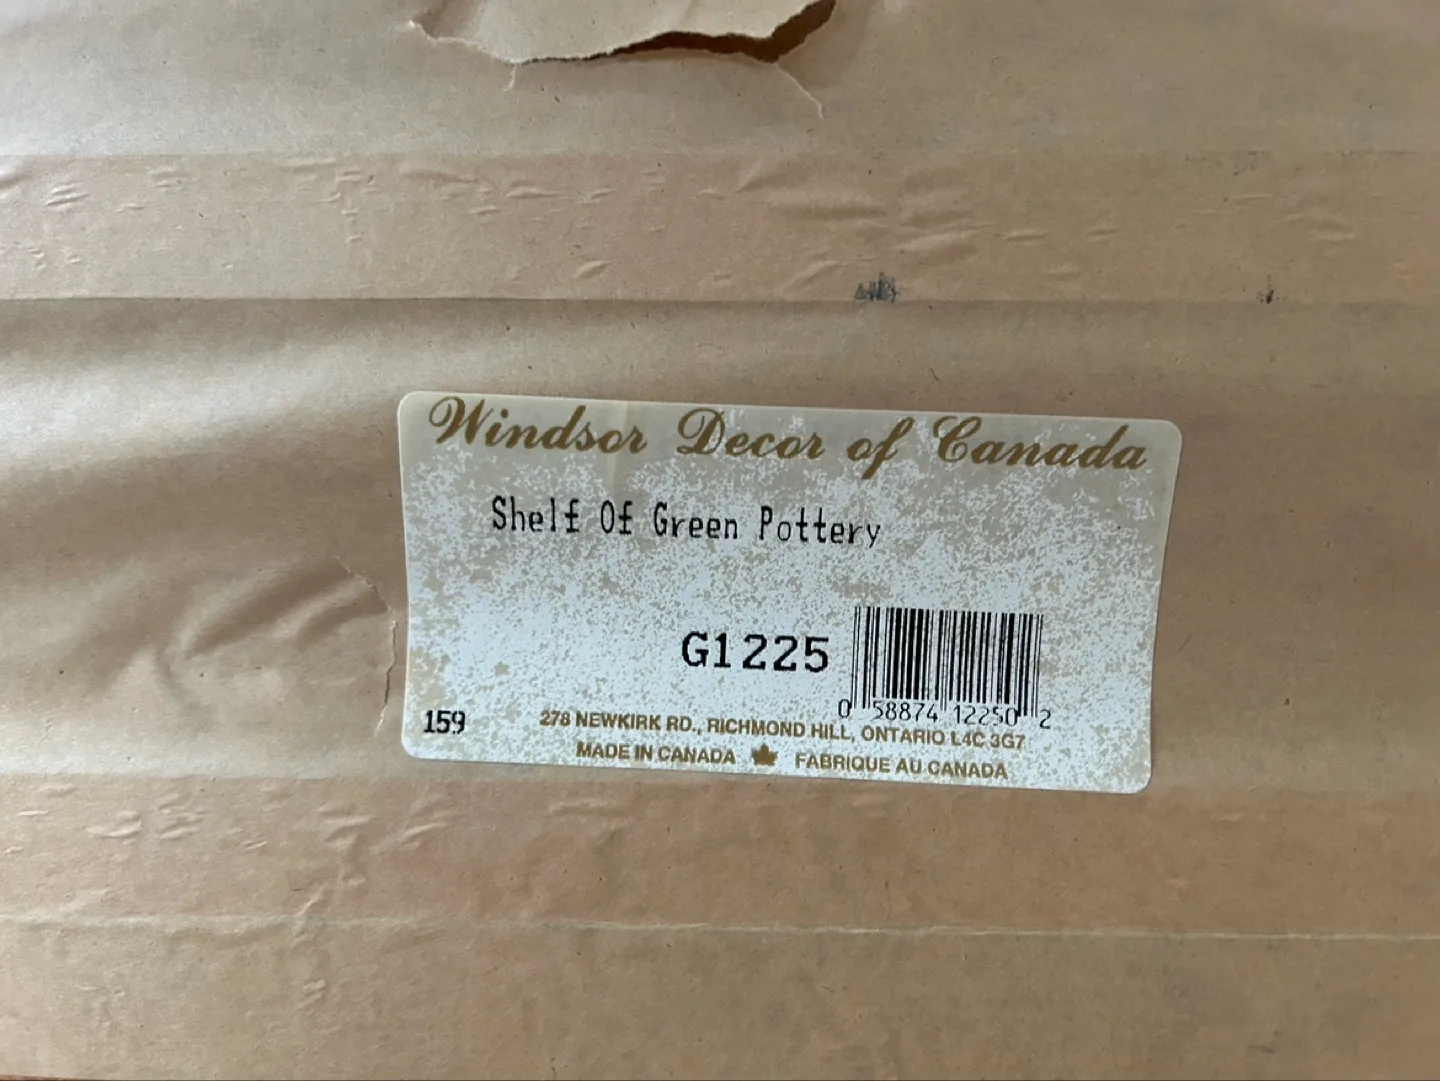 Windsor Decor of Canada
Shelf Of Green Pottery
G1225
0 58874 12250 2
159
278 NEWKIRK RD., RICHMOND HILL, ONTARIO L4C 3G7
MADE IN CANADA FABRIQUE AU CANADA